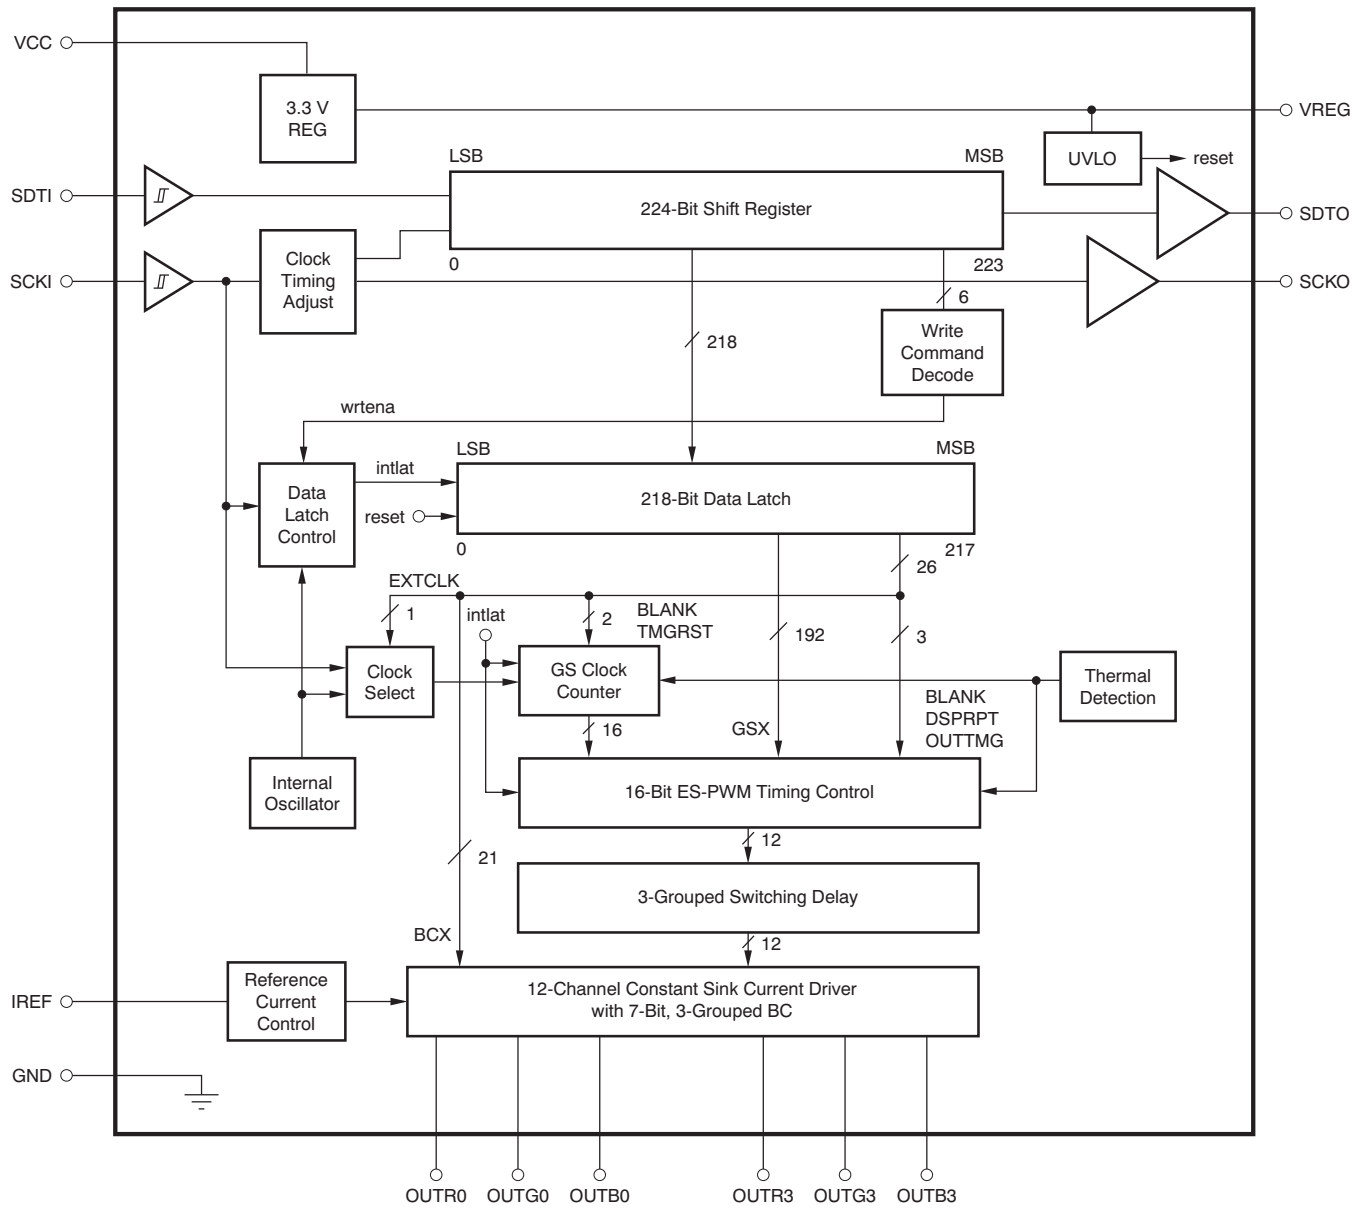 VCC
3.3 V
REG
VREG
UVLO
reset
LSB
MSB
SDTI
224-Bit Shift Register
SDTO
Clock
Timing
Adjust
0
223
SCKI
SCKO
6
Write
Command
Decode
218
wrtena
LSB
MSB
intlat
Data
Latch
Control
218-Bit Data Latch
reset
0
217
26
EXTCLK
1
intlat
2
BLANK
TMGRST
192
3
Clock
Select
GS Clock
Counter
Thermal
Detection
BLANK
DSPRPT
OUTTMG
16
GSX
Internal
Oscillator
16-Bit ES-PWM Timing Control
12
21
3-Grouped Switching Delay
BCX
12
IREF
Reference
Current
Control
12-Channel Constant Sink Current Driver
with 7-Bit, 3-Grouped BC
GND
OUTR0
OUTG0
OUTB0
OUTR3
OUTG3
OUTB3